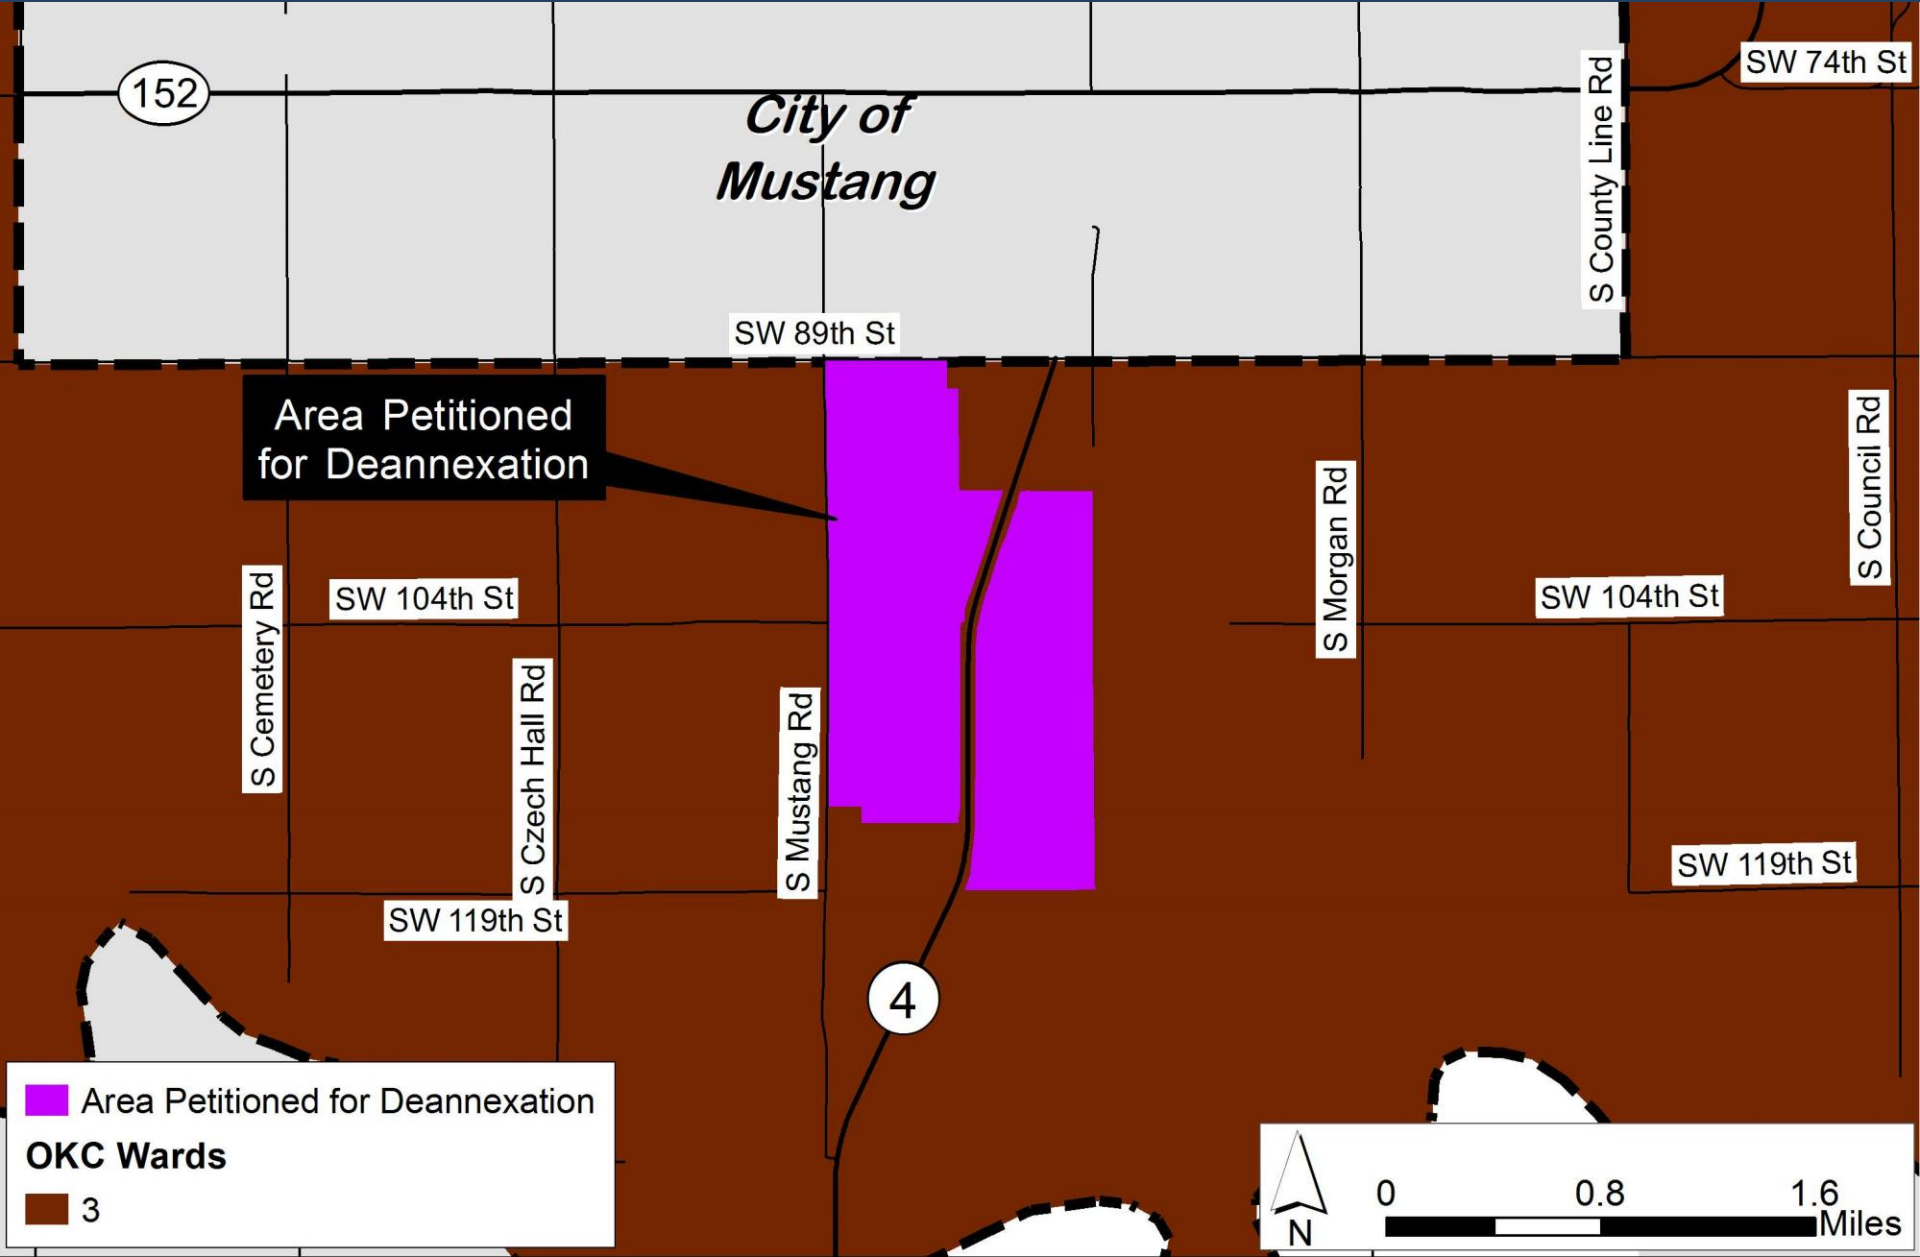 152
SW 74th St
City of
Mustang
S County Line Rd
SW 89th St
Area Petitioned
for Deannexation
S Council Rd
S Morgan Rd
SW 104th St
SW 104th St
S Cemetery Rd
S Czech Hall Rd
S Mustang Rd
SW 119th St
SW 119th St
4
Area Petitioned for Deannexation
OKC Wards
3
N
0 0.8 1.6
Miles